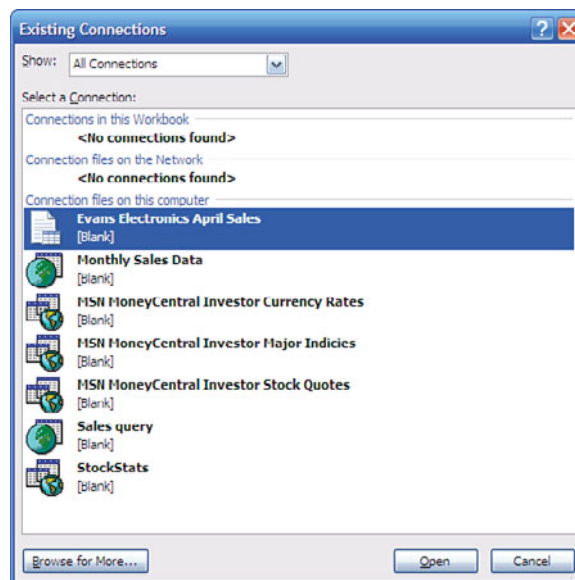 Existing Connections
Show: All Connections
Select a Connection:
Connections in this Workbook
<No connections found>
Connection files on the Network
<No connections found>
Connection files on this computer
Evans Electronics April Sales
[Blank]
Monthly Sales Data
[Blank]
MSN MoneyCentral Investor Currency Rates
[Blank]
MSN MoneyCentral Investor Major Indicies
[Blank]
MSN MoneyCentral Investor Stock Quotes
[Blank]
Sales query
[Blank]
StockStats
[Blank]
Browse for More... Open Cancel